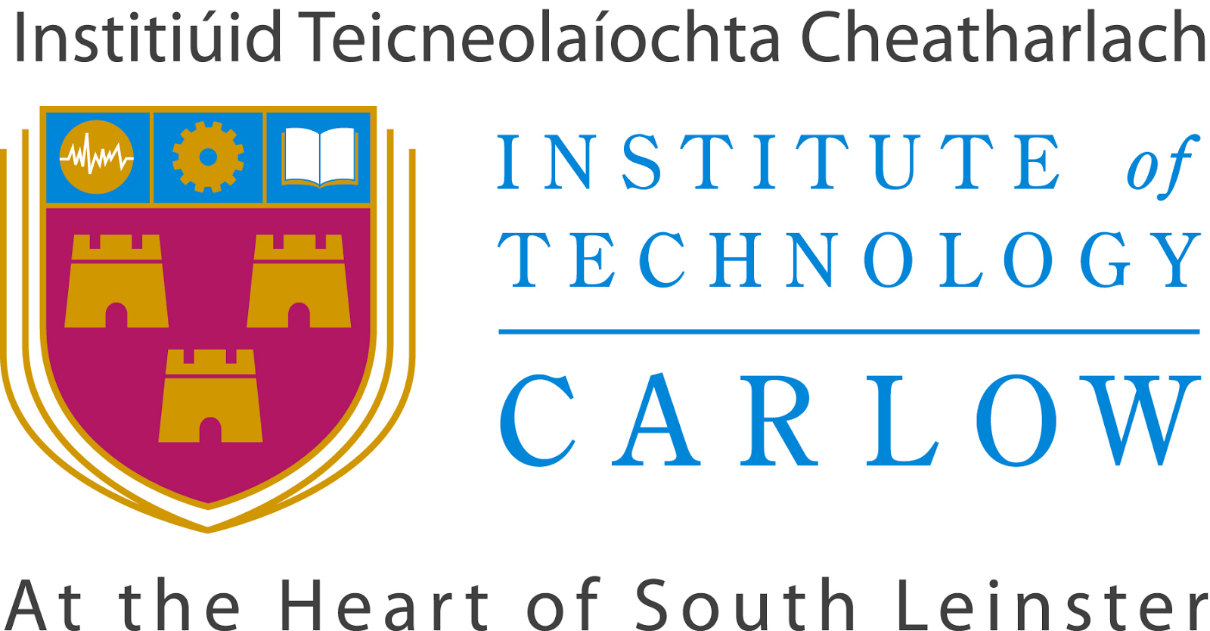 Institiúid Teicneolaíochta Cheatharlach
INSTITUTE of
TECHNOLOGY
CARLOW
At the Heart of South Leinster